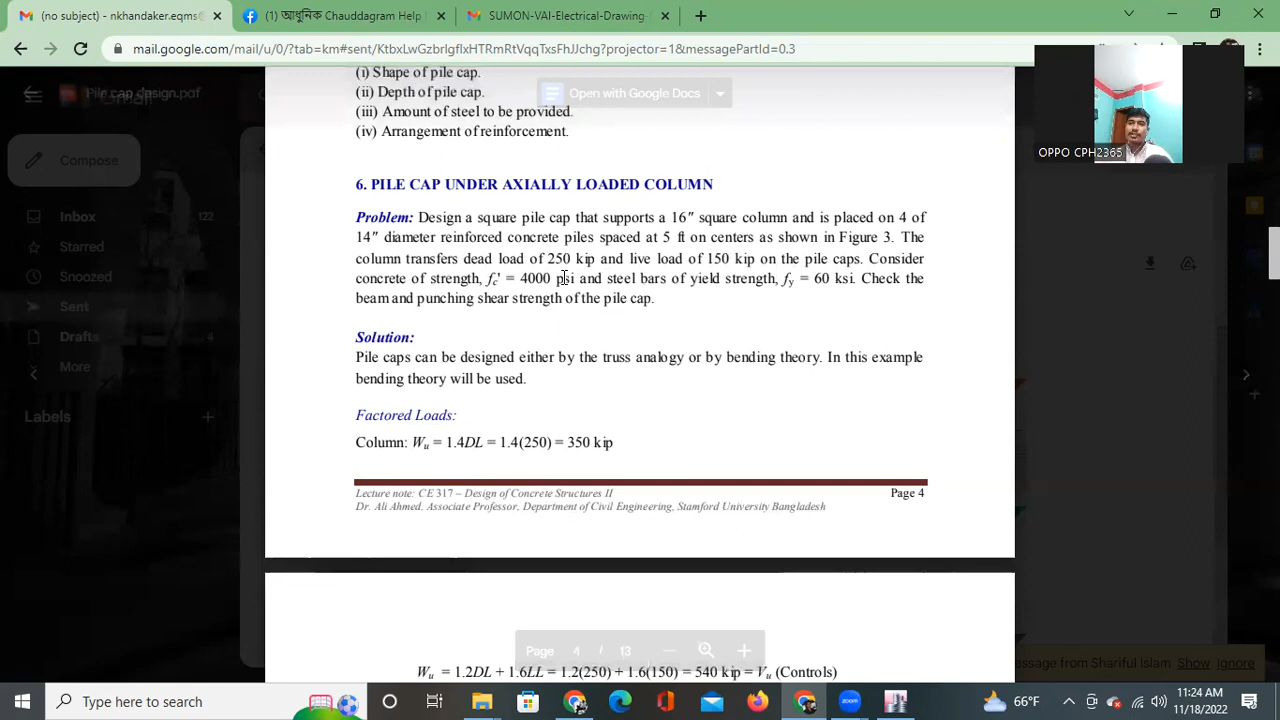 (no subject) - nkhandaker.rupng@
(1) আধুনিক Chauddagram Help
SUMON-VAI-Electrical-Drawing-
mail.google.com/mail/u/0/?tab=km#sent/KtbxLwGzbrlgflxHTRmRtVqqTxsFhJJchg?projector=1&messagePartId=0.3
Pile cap design.pdf
Gmail
Open with Google Docs
Compose
Inbox 122
Starred
Snoozed
Sent
Drafts 4
More
Labels
OPPO CPH2365
(i) Shape of pile cap.
(ii) Depth of pile cap.
(iii) Amount of steel to be provided.
(iv) Arrangement of reinforcement.
6. PILE CAP UNDER AXIALLY LOADED COLUMN
Problem: Design a square pile cap that supports a 16″ square column and is placed on 4 of
14″ diameter reinforced concrete piles spaced at 5 ft on centers as shown in Figure 3. The
column transfers dead load of 250 kip and live load of 150 kip on the pile caps. Consider
concrete of strength, fc' = 4000 psi and steel bars of yield strength, fy = 60 ksi. Check the
beam and punching shear strength of the pile cap.
Solution:
Pile caps can be designed either by the truss analogy or by bending theory. In this example
bending theory will be used.
Factored Loads:
Column: Wu = 1.4DL = 1.4(250) = 350 kip
Lecture note: CE 317 – Design of Concrete Structures II Page 4
Dr. Ali Ahmed, Associate Professor, Department of Civil Engineering, Stamford University Bangladesh
Page 4 / 13
Wu = 1.2DL + 1.6LL = 1.2(250) + 1.6(150) = 540 kip = Vu (Controls)
essage from Shariful Islam Show Ignore
Type here to search
66°F
11:24 AM
11/18/2022